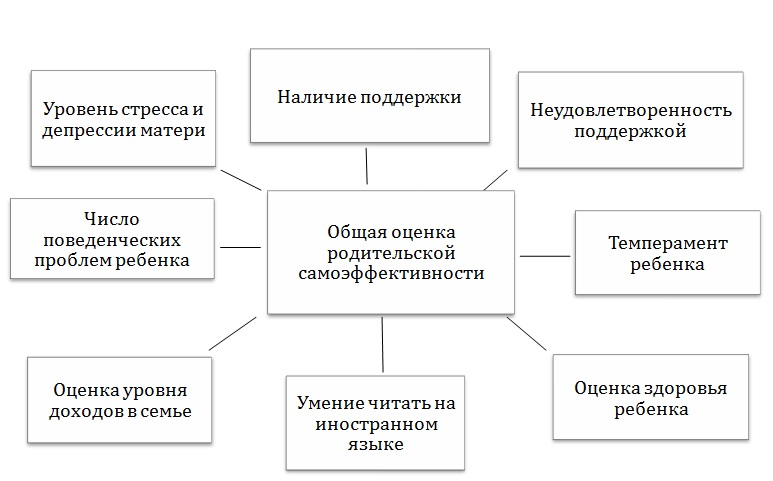 Наличие поддержки
Уровень стресса и
депрессии матери
Неудовлетворенность
поддержкой
Число
поведенческих
проблем ребенка
Общая оценка
родительской
самоэффективности
Темперамент
ребенка
Оценка уровня
доходов в семье
Умение читать на
иностранном
языке
Оценка здоровья
ребенка